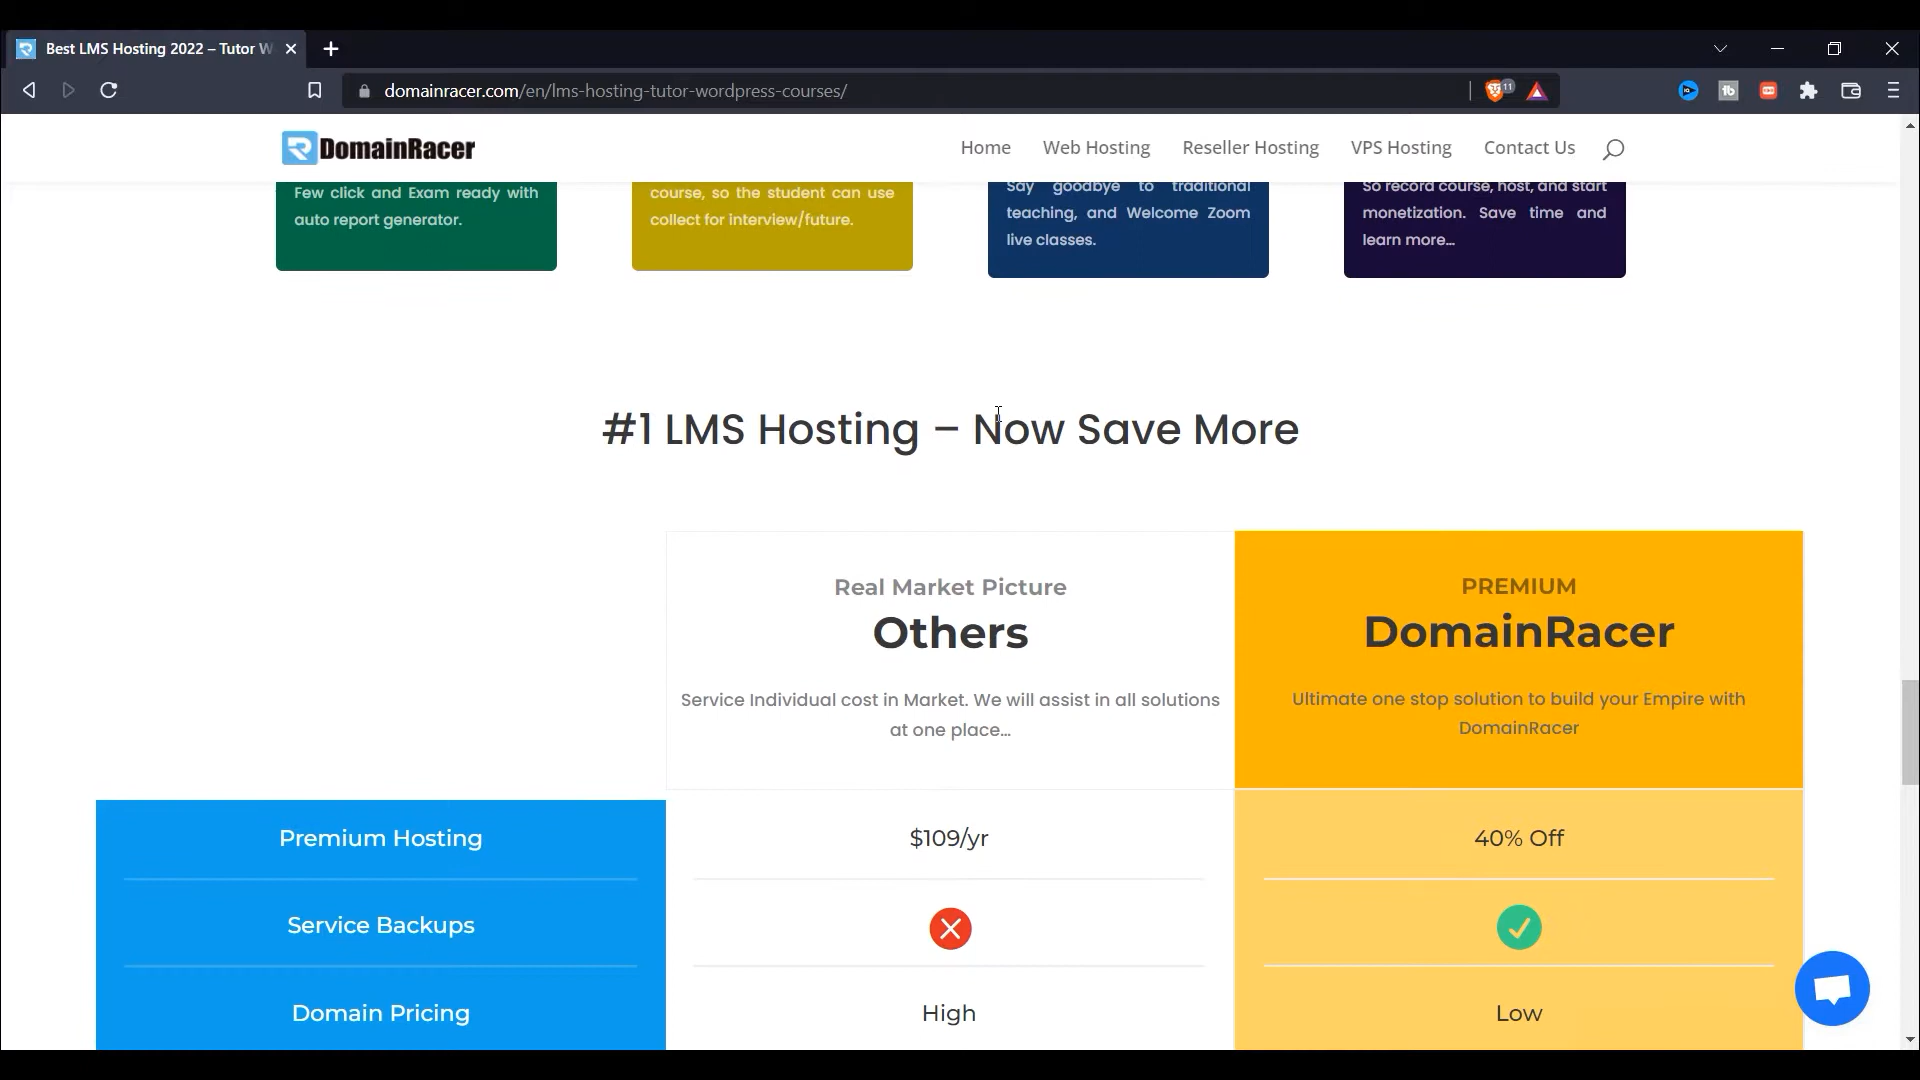 Best LMS Hosting 2022 – Tutor W
domainracer.com/en/lms-hosting-tutor-wordpress-courses/
11
DomainRacer
Home
Web Hosting
Reseller Hosting
VPS Hosting
Contact Us
Few click and Exam ready with
auto report generator.
course, so the student can use
collect for interview/future.
Say goodbye to traditional
teaching, and Welcome Zoom
live classes.
So record course, host, and start
monetization. Save time and
learn more...
#1 LMS Hosting – Now Save More
Real Market Picture
Others
Service Individual cost in Market. We will assist in all solutions
at one place...
PREMIUM
DomainRacer
Ultimate one stop solution to build your Empire with
DomainRacer
Premium Hosting
$109/yr
40% Off
Service Backups
Domain Pricing
High
Low